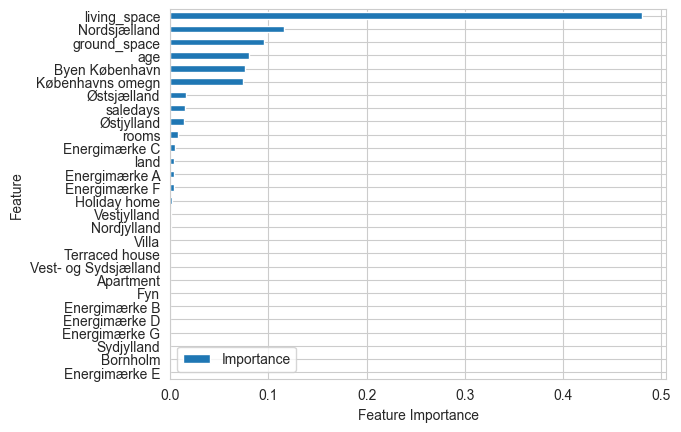 living_space
Nordsjælland
ground_space
age
Byen København
Københavns omegn
Østsjælland
saledays
Østjylland
rooms
Energimærke C
land
Energimærke A
Energimærke F
Holiday home
Vestjylland
Nordjylland
Villa
Terraced house
Vest- og Sydsjælland
Apartment
Fyn
Energimærke B
Energimærke D
Energimærke G
Sydjylland
Bornholm
Energimærke E
Feature
Importance
0.0 0.1 0.2 0.3 0.4 0.5
Feature Importance